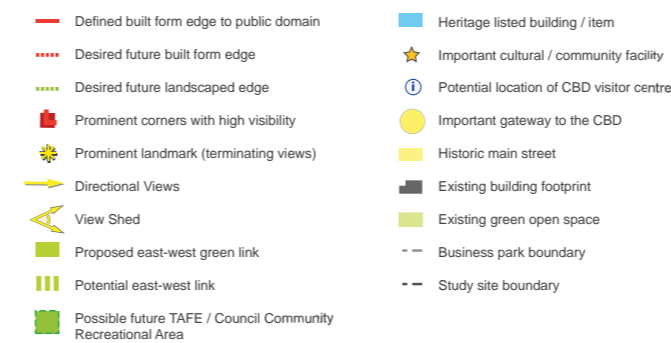 Defined built form edge to public domain
Desired future built form edge
Desired future landscaped edge
Prominent corners with high visibility
Prominent landmark (terminating views)
Directional Views
View Shed
Proposed east-west green link
Potential east-west link
Possible future TAFE / Council Community
Recreational Area
Heritage listed building / item
Important cultural / community facility
i Potential location of CBD visitor centre
Important gateway to the CBD
Historic main street
Existing building footprint
Existing green open space
Business park boundary
Study site boundary